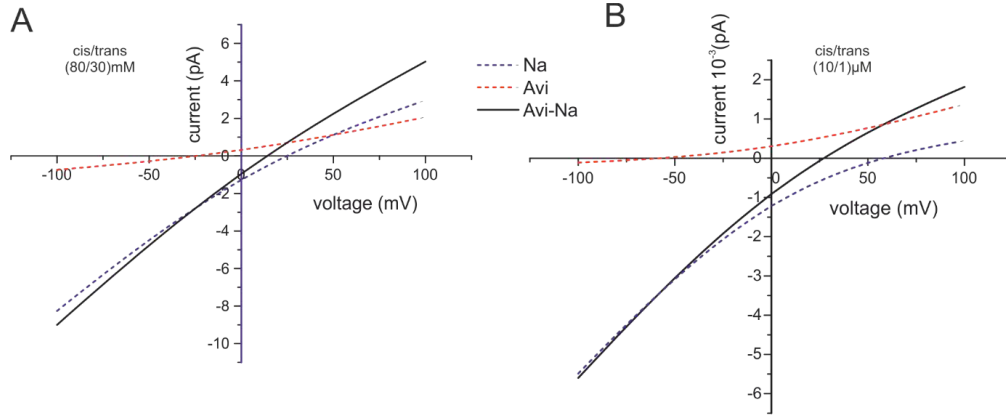 A
cis/trans
(80/30)mM
current (pA)
6
4
2
0
-2
-4
-6
-8
-10
-100
-50
0
50
100
voltage (mV)
Na
Avi
Avi-Na
B
cis/trans
(10/1)µM
current 10⁻³(pA)
2
1
0
-1
-2
-3
-4
-5
-6
-100
-50
0
50
100
voltage (mV)